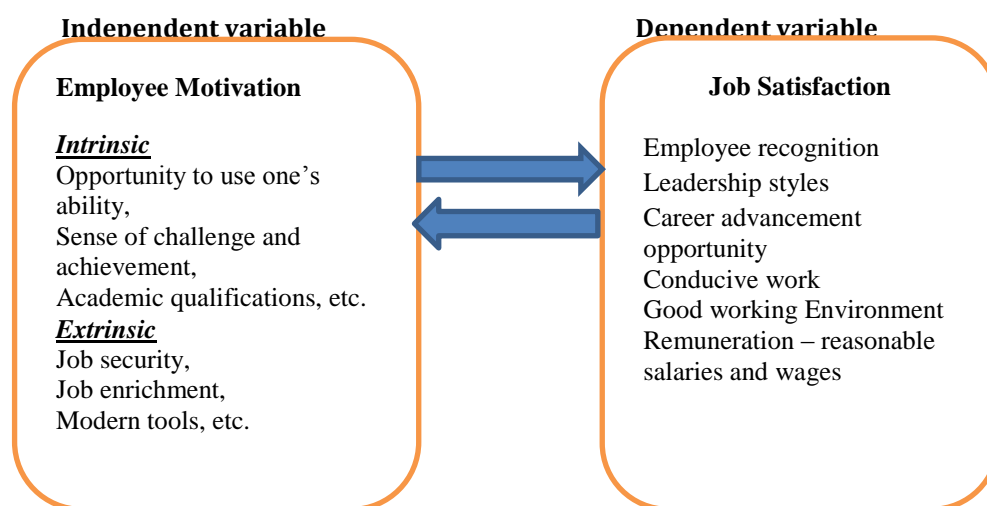 Independent variable
Employee Motivation
Intrinsic
Opportunity to use one’s
ability,
Sense of challenge and
achievement,
Academic qualifications, etc.
Extrinsic
Job security,
Job enrichment,
Modern tools, etc.
Dependent variable
Job Satisfaction
Employee recognition
Leadership styles
Career advancement
opportunity
Conducive work
Good working Environment
Remuneration – reasonable
salaries and wages